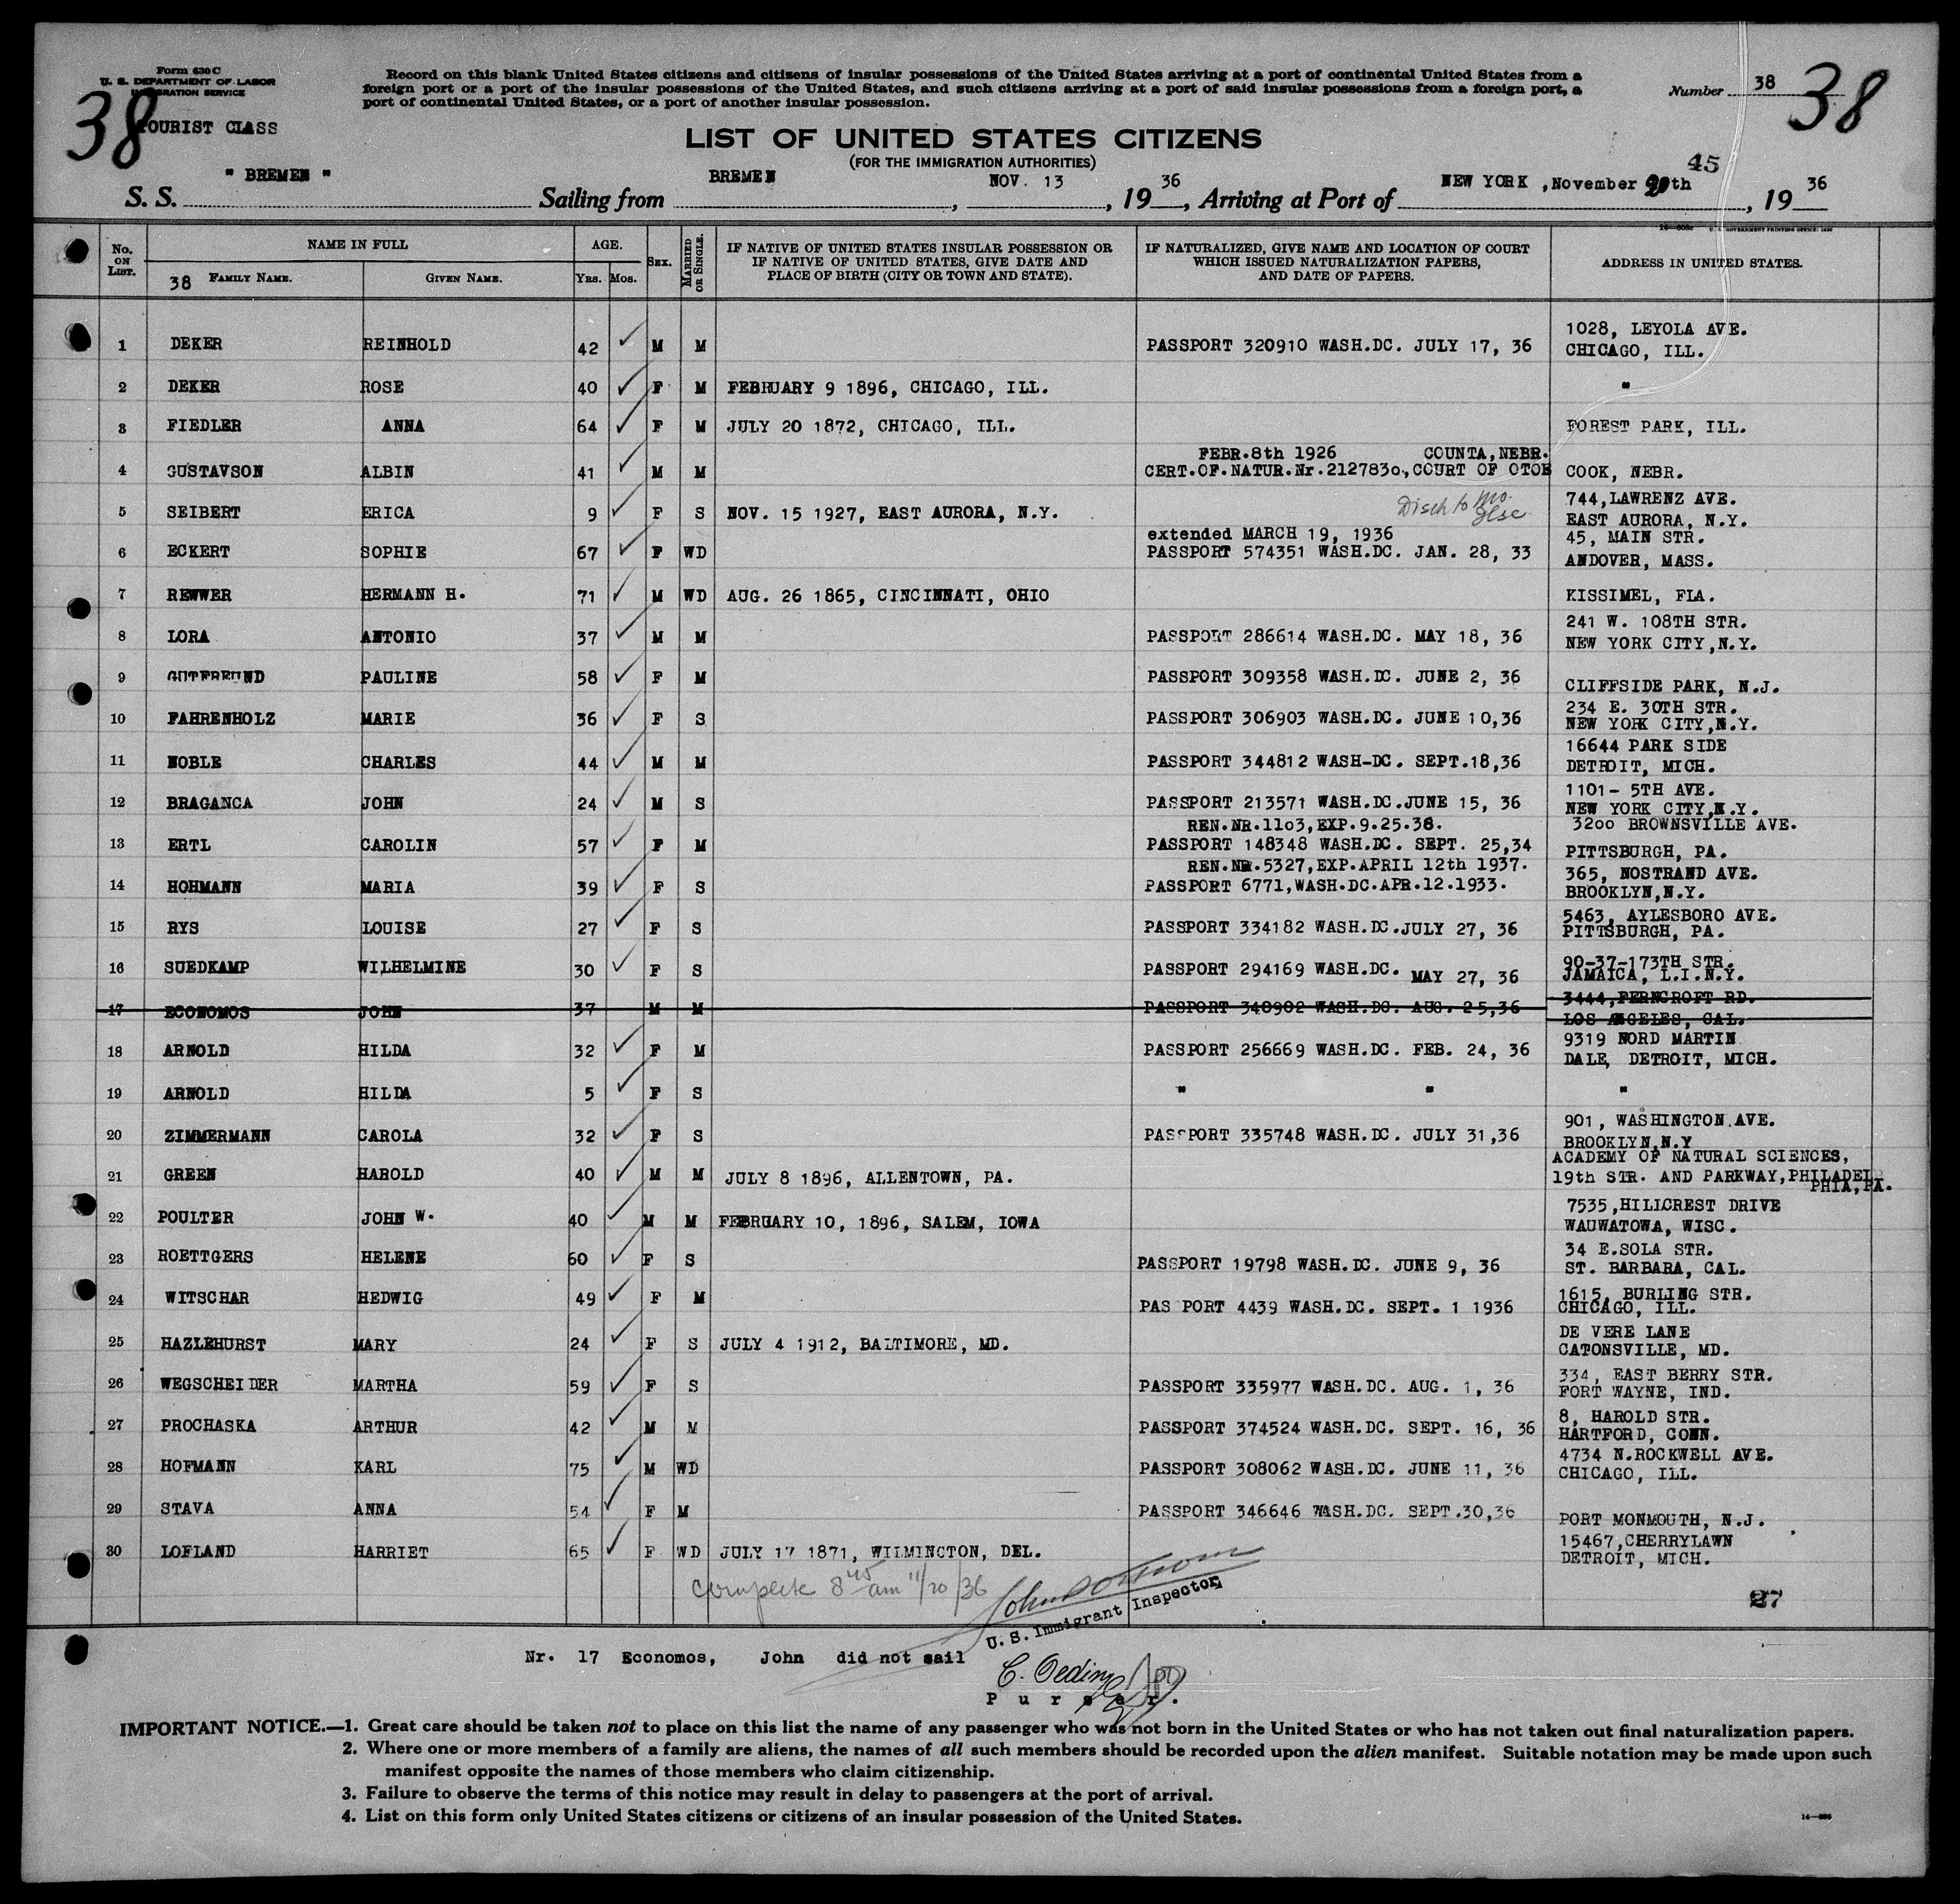 Form 630 C
U. S. DEPARTMENT OF LABOR
IMMIGRATION SERVICE
38
TOURIST CLASS
Record on this blank United States citizens and citizens of insular possessions of the United States arriving at a port of continental United States from a
foreign port or a port of the insular possessions of the United States, and such citizens arriving at a port of said insular possessions from a foreign port, a
port of continental United States, or a port of another insular possession.
Number 38
38
LIST OF UNITED STATES CITIZENS
(FOR THE IMMIGRATION AUTHORITIES)
45
S. S. " BREMEN " Sailing from BREMEN, NOV. 13, 1936, Arriving at Port of NEW YORK ,November 20th, 1936
No. ON LIST. NAME IN FULL AGE. SEX. MARRIED OR SINGLE. IF NATIVE OF UNITED STATES INSULAR POSSESSION OR IF NATIVE OF UNITED STATES, GIVE DATE AND PLACE OF BIRTH (CITY OR TOWN AND STATE). IF NATURALIZED, GIVE NAME AND LOCATION OF COURT WHICH ISSUED NATURALIZATION PAPERS, AND DATE OF PAPERS. ADDRESS IN UNITED STATES.
38 FAMILY NAME. GIVEN NAME. Yrs. Mos.
1 DEKER REINHOLD 42 M M PASSPORT 320910 WASH.DC. JULY 17, 36 1028, LEYOLA AVE. CHICAGO, ILL.
2 DEKER ROSE 40 F M FEBRUARY 9 1896, CHICAGO, ILL. "
3 FIEDLER ANNA 64 F M JULY 20 1872, CHICAGO, ILL. FOREST PARK, ILL.
FEBR.8th 1926 COUNTA, NEBR.
4 GUSTAVSON ALBIN 41 M M CERT.OF.NATUR.Nr.2127830.,COURT OF OTOE COOK, NEBR.
Disch to mo. Ilse
5 SEIBERT ERICA 9 F S NOV. 15 1927, EAST AURORA, N.Y. 744,LAWRENZ AVE. EAST AURORA, N.Y.
extended MARCH 19, 1936
6 ECKERT SOPHIE 67 F WD PASSPORT 574351 WASH.DC. JAN. 28, 33 45, MAIN STR. ANDOVER, MASS.
7 REWWER HERMANN H. 71 M WD AUG. 26 1865, CINCINNATI, OHIO KISSIMEL, FLA.
8 LORA ANTONIO 37 M M PASSPORT 286614 WASH.DC. MAY 18, 36 241 W. 108TH STR. NEW YORK CITY,N.Y.
9 GUTFREUND PAULINE 58 F M PASSPORT 309358 WASH.DC. JUNE 2, 36 CLIFFSIDE PARK, N.J.
10 FAHRENHOLZ MARIE 36 F S PASSPORT 306903 WASH.DC. JUNE 10,36 234 E. 30TH STR. NEW YORK CITY,N.Y.
11 NOBLE CHARLES 44 M M PASSPORT 344812 WASH-DC. SEPT.18,36 16644 PARK SIDE DETROIT, MICH.
12 BRAGANCA JOHN 24 M S PASSPORT 213571 WASH.DC.JUNE 15, 36 1101- 5TH AVE. NEW YORK CITY,N.Y.
REN.NR.1103,EXP.9.25.38.
13 ERTL CAROLIN 57 F M PASSPORT 148348 WASH.DC. SEPT. 25,34 3200 BROWNSVILLE AVE. PITTSBURGH, PA.
REN.NR.5327,EXP.APRIL 12th 1937.
14 HOHMANN MARIA 39 F S PASSPORT 6771,WASH.DC.APR.12.1933. 365, NOSTRAND AVE. BROOKLYN,N.Y.
15 RYS LOUISE 27 F S PASSPORT 334182 WASH.DC.JULY 27, 36 5463, AYLESBORO AVE. PITTSBURGH, PA.
16 SUEDKAMP WILHELMINE 30 F S PASSPORT 294169 WASH.DC. MAY 27, 36 90-37-173TH STR. JAMAICA, L.I.N.Y.
17 ECONOMOS JOHN 37 M M PASSPORT 340902 WASH.DC. AUG. 25,36 3444,FERNCROFT RD. LOS ANGELES, CAL.
18 ARNOLD HILDA 32 F M PASSPORT 256669 WASH.DC. FEB. 24, 36 9319 NORD MARTIN DALE, DETROIT, MICH.
19 ARNOLD HILDA 5 F S " " "
20 ZIMMERMANN CAROLA 32 F S PASSPORT 335748 WASH.DC. JULY 31,36 901, WASHINGTON.AVE. BROOKLYN,N.Y
21 GREEN HAROLD 40 M M JULY 8 1896, ALLENTOWN, PA. ACADEMY OF NATURAL SCIENCES, 19th STR. AND PARKWAY,PHILADEL PHIA,PA.
22 POULTER JOHN W. 40 M M FEBRUARY 10, 1896, SALEM, IOWA 7535,HILLCREST DRIVE WAUWATOWA, WISC.
23 ROETTGERS HELENE 60 F S PASSPORT 19798 WASH.DC. JUNE 9, 36 34 E.SOLA STR. ST. BARBARA, CAL.
24 WITSCHAR HEDWIG 49 F M PAS PORT 4439 WASH.DC. SEPT. 1 1936 1615, BURLING STR. CHICAGO, ILL.
25 HAZLEHURST MARY 24 F S JULY 4 1912, BALTIMORE, MD. DE VERE LANE CATONSVILLE, MD.
26 WEGSCHEIDER MARTHA 59 F S PASSPORT 335977 WASH.DC. AUG. 1, 36 334, EAST BERRY STR. FORT WAYNE, IND.
27 PROCHASKA ARTHUR 42 M M PASSPORT 374524 WASH.DC. SEPT. 16, 36 8, HAROLD STR. HARTFORD, CONN.
28 HOFMANN KARL 75 M WD PASSPORT 308062 WASH.DC. JUNE 11, 36 4734 N.ROCKWELL AVE. CHICAGO, ILL.
29 STAVA ANNA 54 F M PASSPORT 346646 WASH.DC. SEPT.30,36 PORT MONMOUTH, N.J.
30 LOFLAND HARRIET 65 F WD JULY 17 1871, WILMINGTON, DEL. 15467,CHERRYLAWN DETROIT, MICH.
complete 8 45 am 11/20/36
27
U. S. Immigrant Inspector
Nr. 17 Economos, John did not sail
C. Oeding
Purser.
IMPORTANT NOTICE.—1. Great care should be taken not to place on this list the name of any passenger who was not born in the United States or who has not taken out final naturalization papers.
2. Where one or more members of a family are aliens, the names of all such members should be recorded upon the alien manifest. Suitable notation may be made upon such
manifest opposite the names of those members who claim citizenship.
3. Failure to observe the terms of this notice may result in delay to passengers at the port of arrival.
4. List on this form only United States citizens or citizens of an insular possession of the United States.